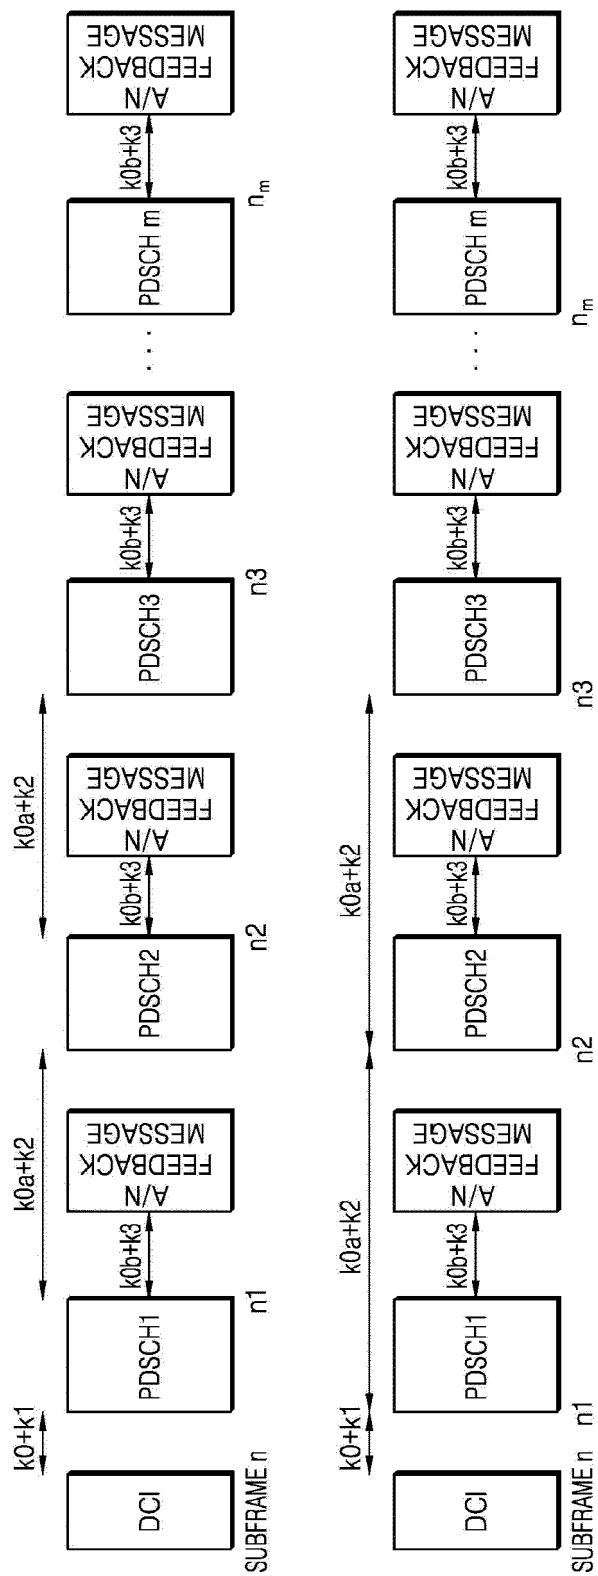 k0+k1
k0a+k2
k0a+k2
DCI
PDSCH1
k0b+k3
A/N
FEEDBACK
MESSAGE
PDSCH2
k0b+k3
A/N
FEEDBACK
MESSAGE
PDSCH3
k0b+k3
A/N
FEEDBACK
MESSAGE
...
PDSCH m
k0b+k3
A/N
FEEDBACK
MESSAGE
SUBFRAME n
n1
n2
n3
nm
k0+k1
k0a+k2
k0a+k2
DCI
PDSCH1
k0b+k3
A/N
FEEDBACK
MESSAGE
PDSCH2
k0b+k3
A/N
FEEDBACK
MESSAGE
PDSCH3
k0b+k3
A/N
FEEDBACK
MESSAGE
...
PDSCH m
k0b+k3
A/N
FEEDBACK
MESSAGE
SUBFRAME n
n1
n2
n3
nm